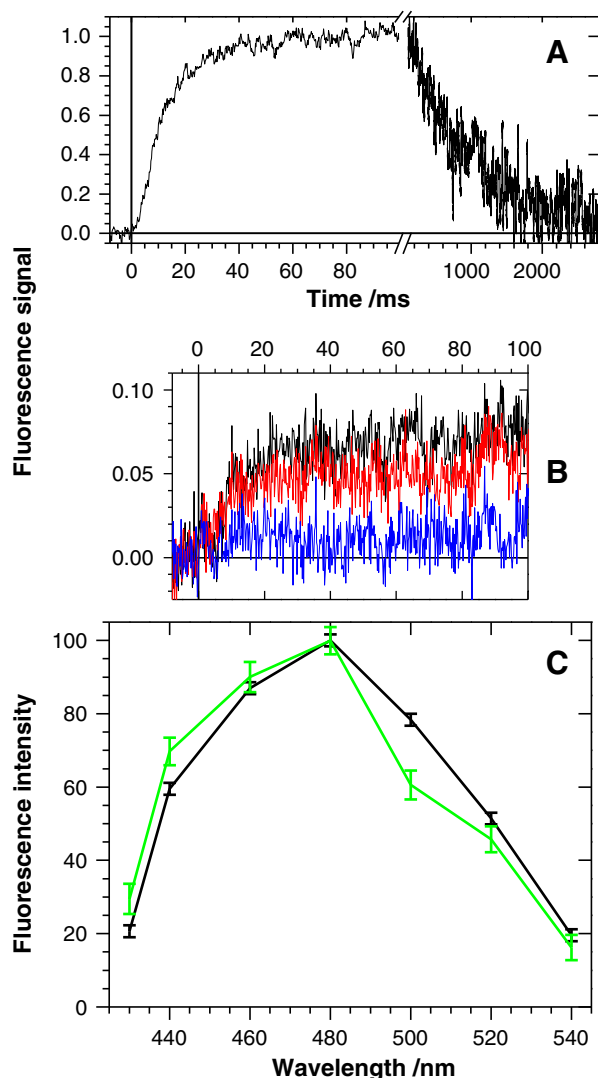 Fluorescence signal
1.0
0.8
0.6
0.4
0.2
0.0
A
0 20 40 60 80 1000 2000
Time /ms
0 20 40 60 80 100
0.10
0.05
0.00
B
Fluorescence intensity
100
80
60
40
20
0
C
440 460 480 500 520 540
Wavelength /nm